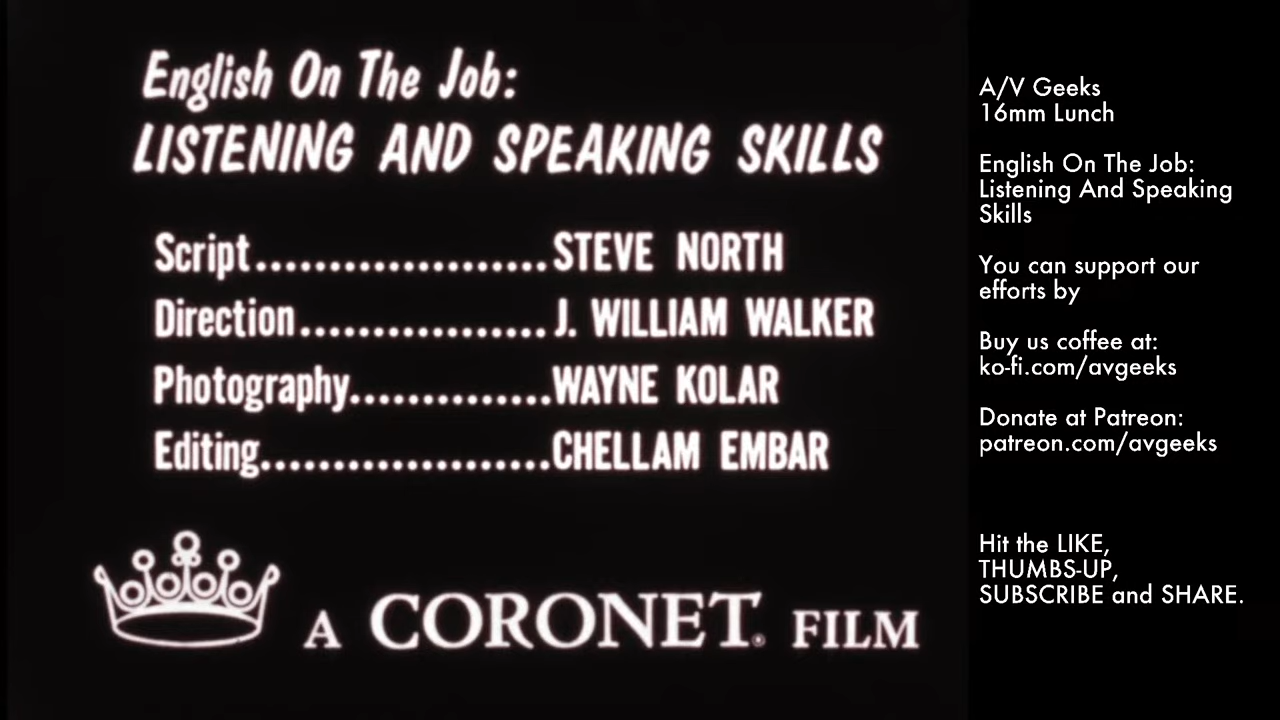 English On The Job:
LISTENING AND SPEAKING SKILLS
Script....................STEVE NORTH
Direction.................J. WILLIAM WALKER
Photography..............WAYNE KOLAR
Editing....................CHELLAM EMBAR
A CORONET® FILM
A/V Geeks
16mm Lunch
English On The Job:
Listening And Speaking
Skills
You can support our
efforts by
Buy us coffee at:
ko-fi.com/avgeeks
Donate at Patreon:
patreon.com/avgeeks
Hit the LIKE,
THUMBS-UP,
SUBSCRIBE and SHARE.